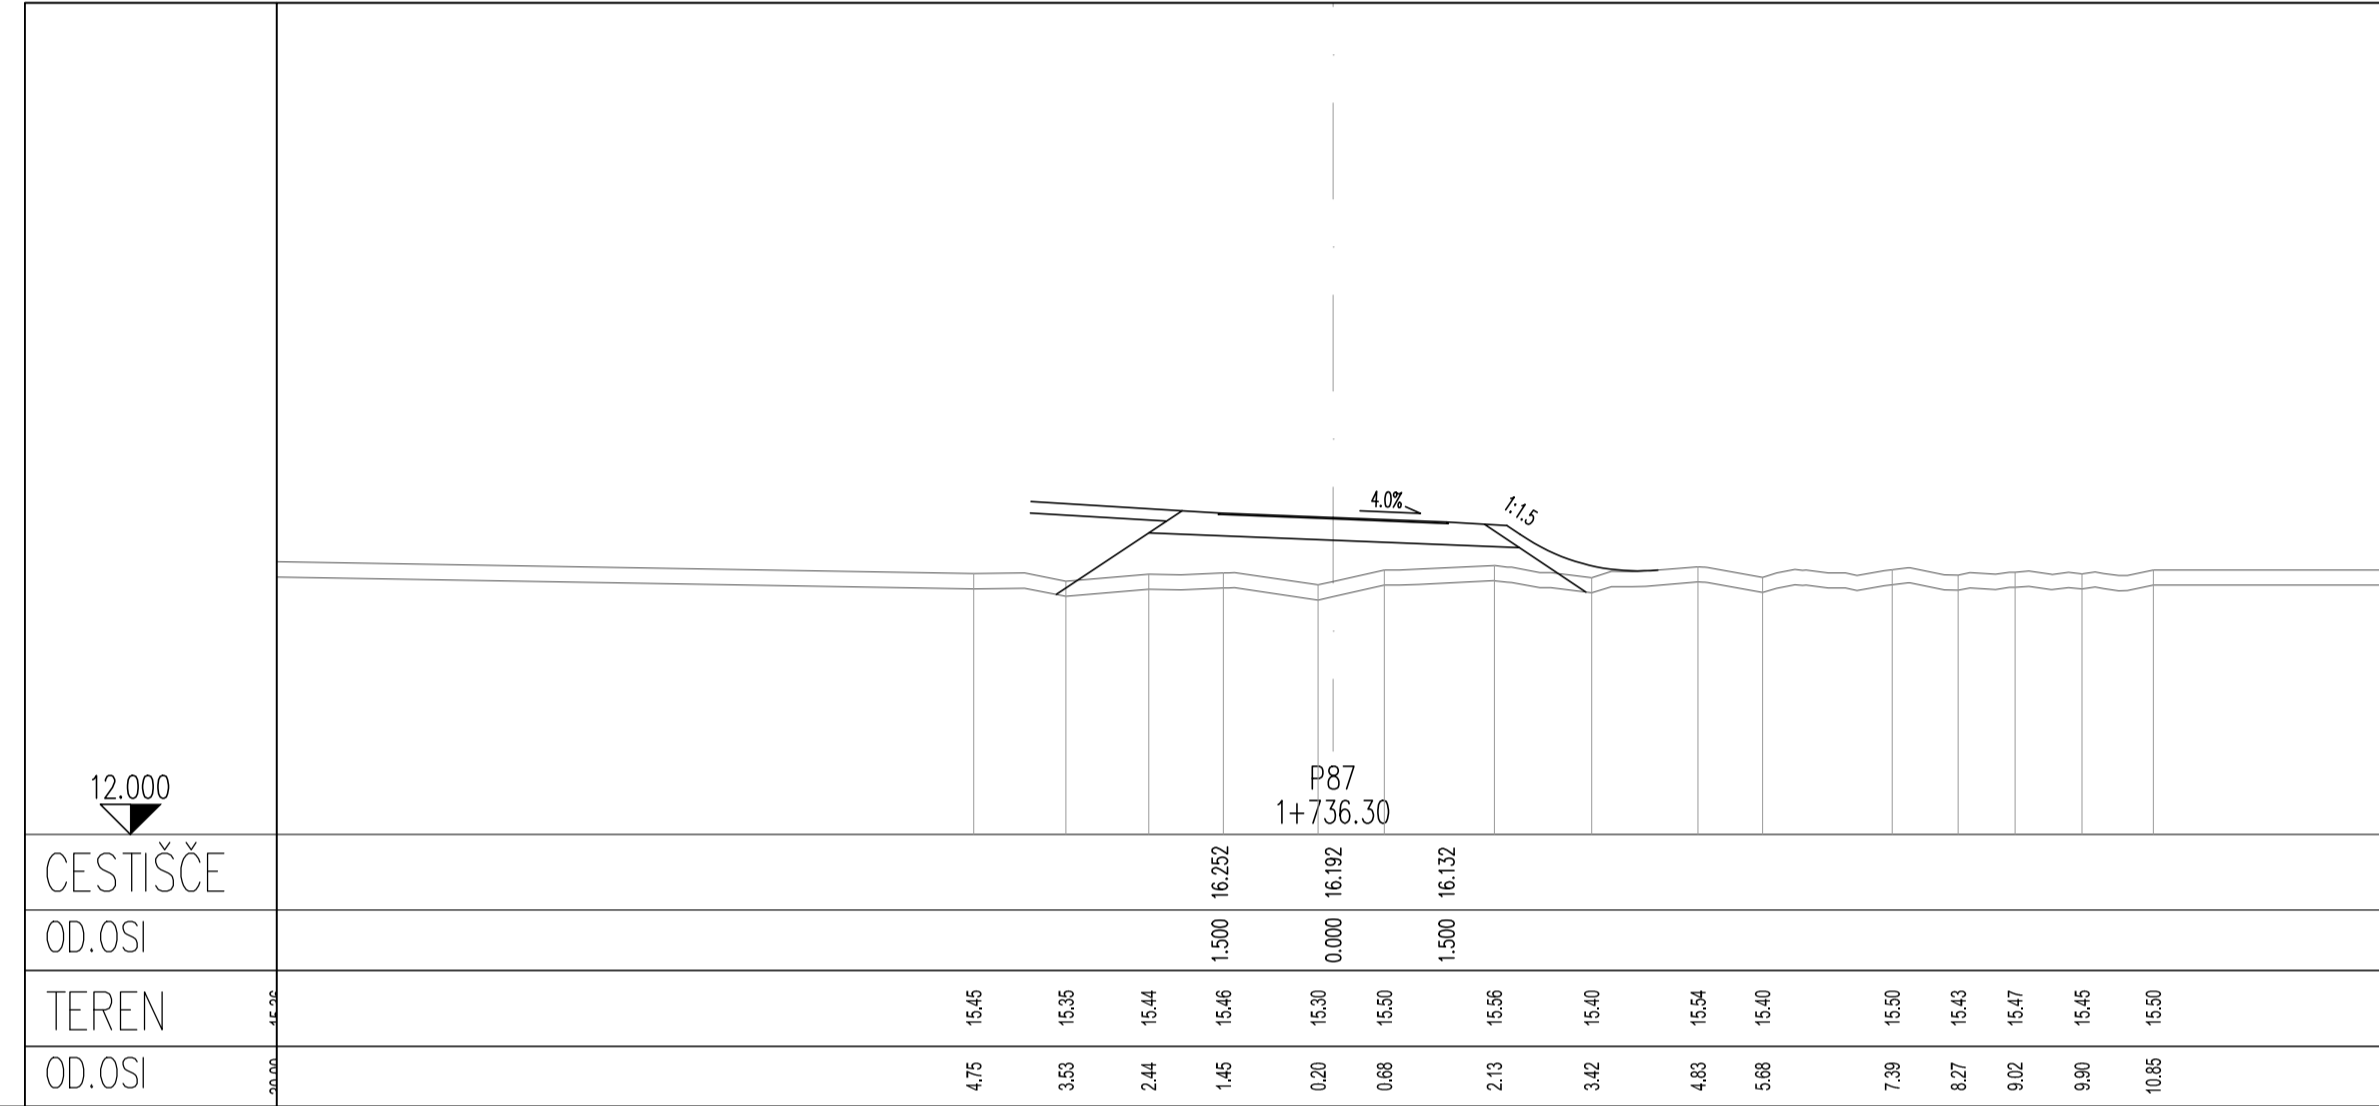 4.0%
1:1.5
12.000
P87
1+736.30
CESTIŠČE 16.252 16.192 16.132
OD.OSI 1.500 0.000 1.500
TEREN 15.45 15.35 15.44 15.46 15.30 15.50 15.56 15.40 15.54 15.40 15.50 15.43 15.47 15.45 15.50
OD.OSI 4.75 3.53 2.44 1.45 0.20 0.68 2.13 3.42 4.83 5.68 7.39 8.27 9.02 9.90 10.85